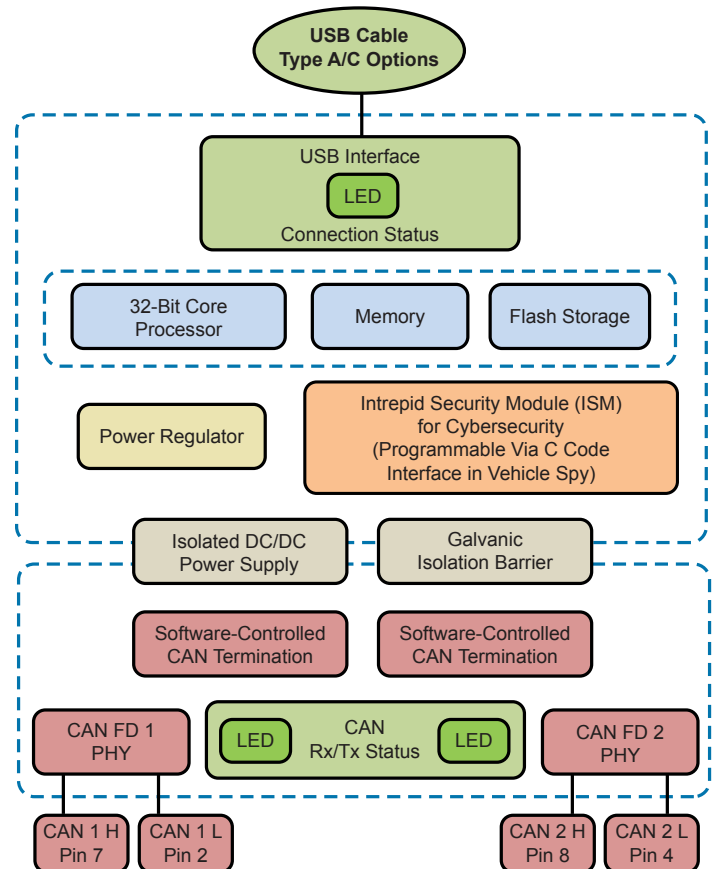 USB Cable
Type A/C Options
USB Interface
LED
Connection Status
32-Bit Core
Processor
Memory
Flash Storage
Power Regulator
Intrepid Security Module (ISM)
for Cybersecurity
(Programmable Via C Code
Interface in Vehicle Spy)
Isolated DC/DC
Power Supply
Galvanic
Isolation Barrier
Software-Controlled
CAN Termination
Software-Controlled
CAN Termination
CAN FD 1
PHY
LED
CAN
Rx/Tx Status
LED
CAN FD 2
PHY
CAN 1 H
Pin 7
CAN 1 L
Pin 2
CAN 2 H
Pin 8
CAN 2 L
Pin 4